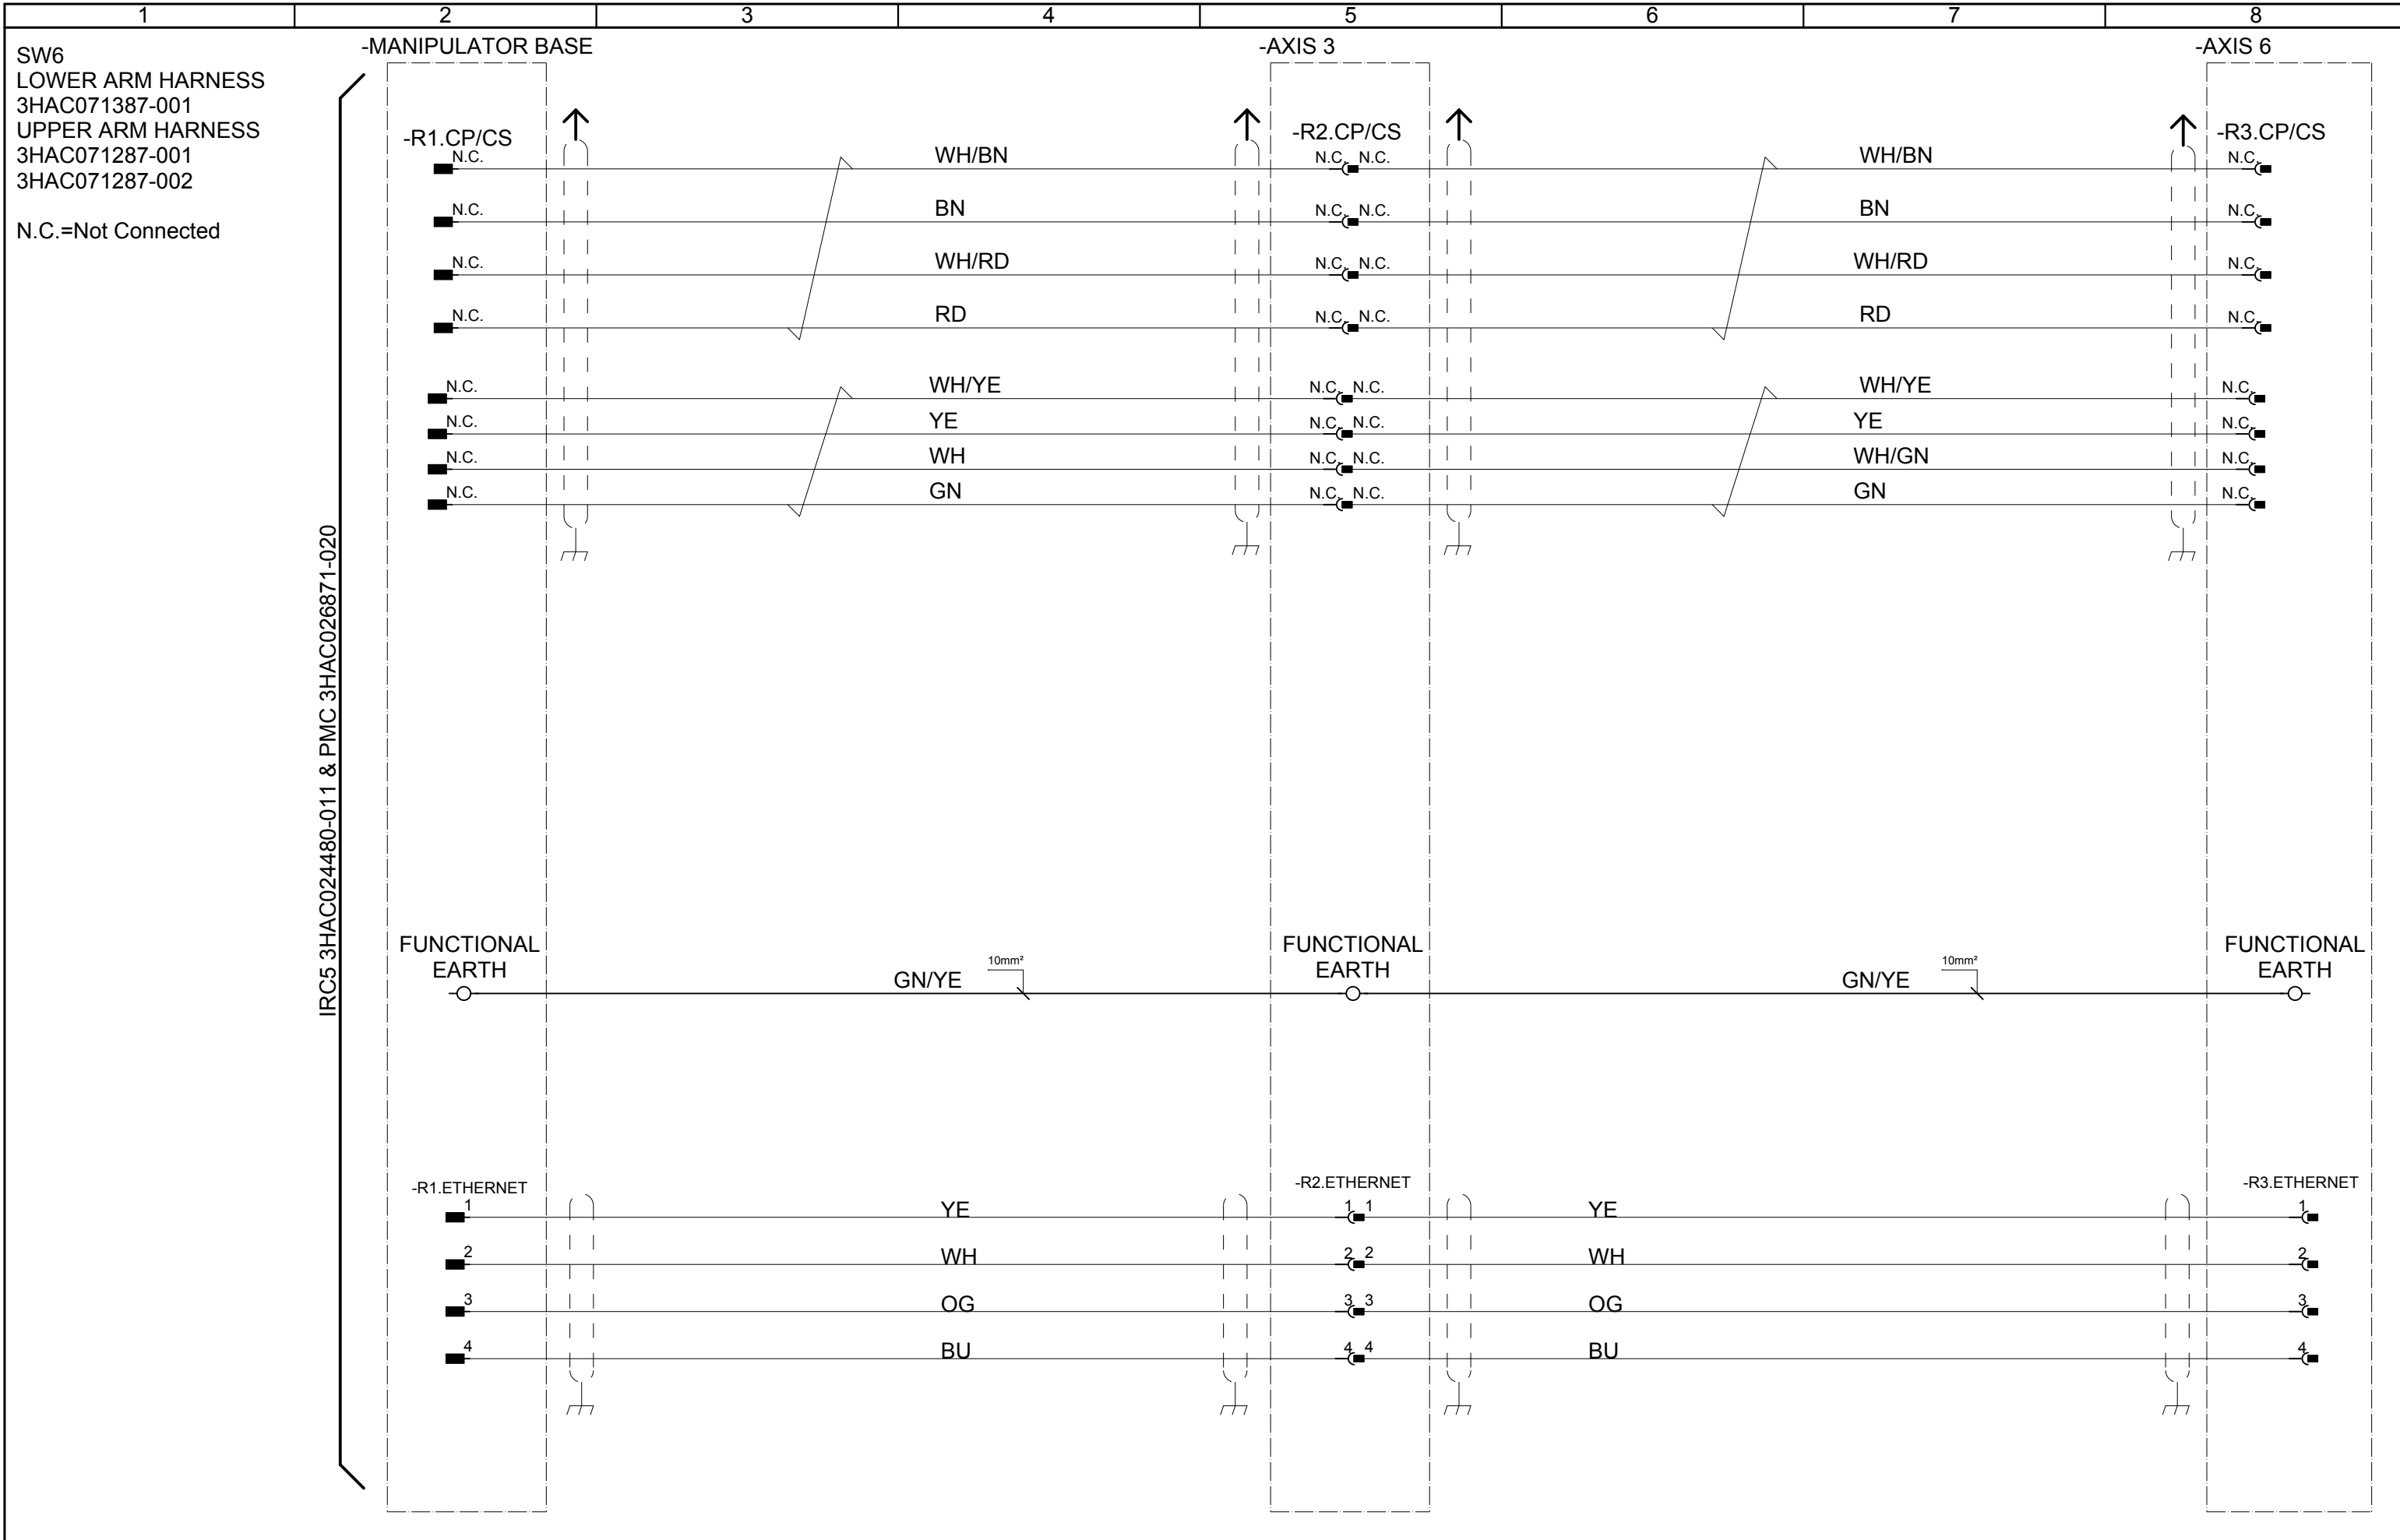 1 2 3 4 5 6 7 8
SW6
LOWER ARM HARNESS
3HAC071387-001
UPPER ARM HARNESS
3HAC071287-001
3HAC071287-002
N.C.=Not Connected
IRC5 3HAC024480-011 & PMC 3HAC026871-020
-MANIPULATOR BASE -AXIS 3 -AXIS 6
-R1.CP/CS -R2.CP/CS -R3.CP/CS
N.C. WH/BN N.C. N.C. WH/BN N.C.
N.C. BN N.C. N.C. BN N.C.
N.C. WH/RD N.C. N.C. WH/RD N.C.
N.C. RD N.C. N.C. RD N.C.
N.C. WH/YE N.C. N.C. WH/YE N.C.
N.C. YE N.C. N.C. YE N.C.
N.C. WH N.C. N.C. WH/GN N.C.
N.C. GN N.C. N.C. GN N.C.
FUNCTIONAL FUNCTIONAL FUNCTIONAL
EARTH 10mm² EARTH 10mm² EARTH
GN/YE GN/YE
-R1.ETHERNET -R2.ETHERNET -R3.ETHERNET
1 YE 1 1 YE 1
2 WH 2 2 WH 2
3 OG 3 3 OG 3
4 BU 4 4 BU 4